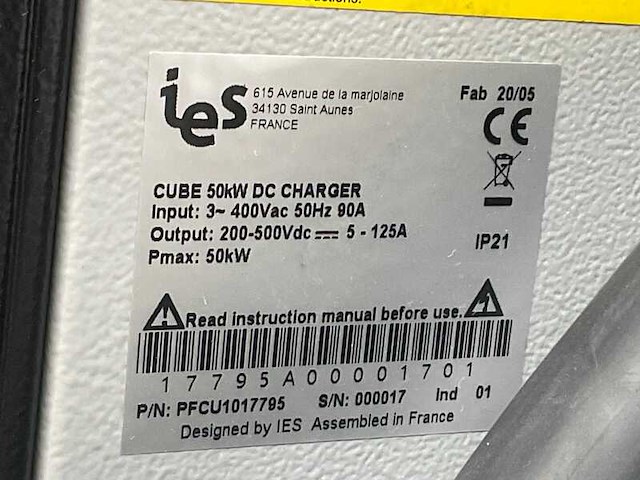 ies
615 Avenue de la marjolaine
34130 Saint Aunes
FRANCE
Fab 20/05
CE
CUBE 50kW DC CHARGER
Input: 3~ 400Vac 50Hz 90A
Output: 200-500Vdc ⎓ 5 - 125A
Pmax: 50kW
IP21
Read instruction manual before use.
17795A00001701
P/N: PFCU1017795 S/N: 000017 Ind 01
Designed by IES Assembled in France